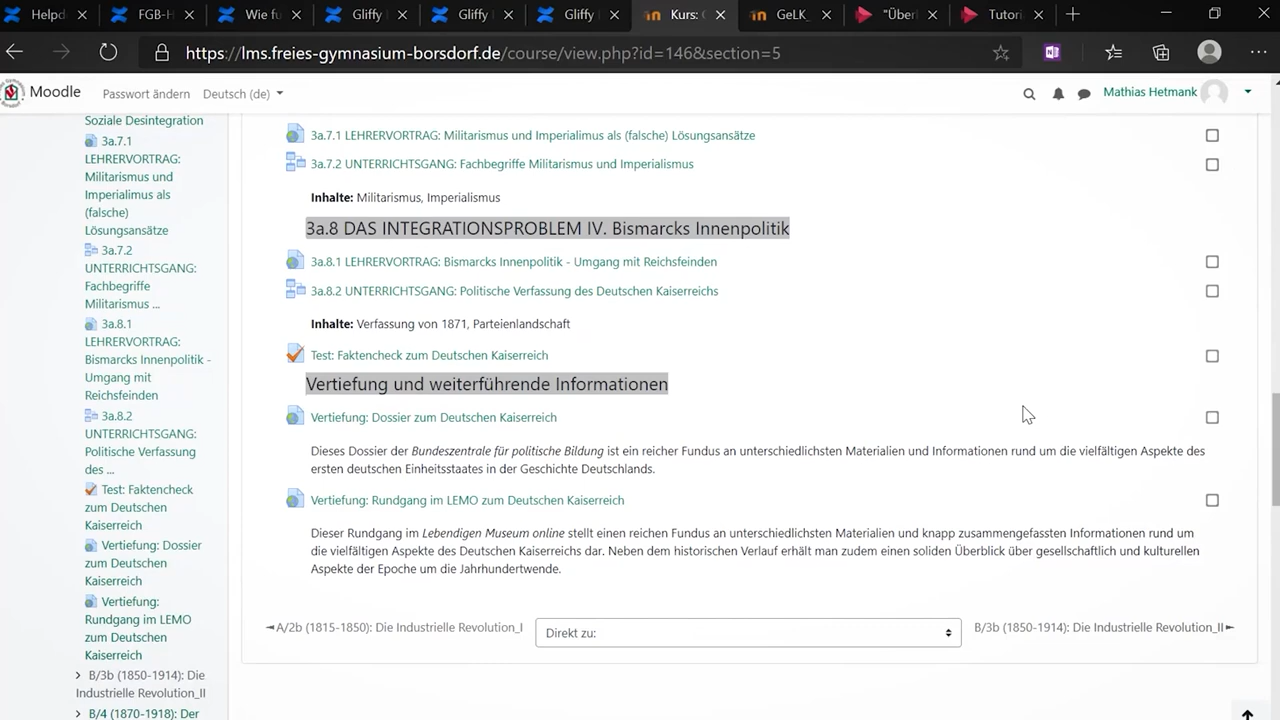 Helpd
FGB-H
Wie fu
Gliffy
Gliffy
Gliffy
Kurs: G
GeLK_
"Überi
Tutori
https://lms.freies-gymnasium-borsdorf.de/course/view.php?id=146&section=5
Moodle
Passwort ändern
Deutsch (de)
Mathias Hetmank
Soziale Desintegration
3a.7.1
LEHRERVORTRAG:
Militarismus und
Imperialimus als
(falsche)
Lösungsansätze
3a.7.2
UNTERRICHTSGANG:
Fachbegriffe
Militarismus ...
3a.8.1
LEHRERVORTRAG:
Bismarcks Innenpolitik -
Umgang mit
Reichsfeinden
3a.8.2
UNTERRICHTSGANG:
Politische Verfassung
des ...
Test: Faktencheck
zum Deutschen
Kaiserreich
Vertiefung: Dossier
zum Deutschen
Kaiserreich
Vertiefung:
Rundgang im LEMO
zum Deutschen
Kaiserreich
B/3b (1850-1914): Die
Industrielle Revolution_II
B/4 (1870-1918): Der
3a.7.1 LEHRERVORTRAG: Militarismus und Imperialimus als (falsche) Lösungsansätze
3a.7.2 UNTERRICHTSGANG: Fachbegriffe Militarismus und Imperialismus
Inhalte: Militarismus, Imperialismus
3a.8 DAS INTEGRATIONSPROBLEM IV. Bismarcks Innenpolitik
3a.8.1 LEHRERVORTRAG: Bismarcks Innenpolitik - Umgang mit Reichsfeinden
3a.8.2 UNTERRICHTSGANG: Politische Verfassung des Deutschen Kaiserreichs
Inhalte: Verfassung von 1871, Parteienlandschaft
Test: Faktencheck zum Deutschen Kaiserreich
Vertiefung und weiterführende Informationen
Vertiefung: Dossier zum Deutschen Kaiserreich
Dieses Dossier der Bundeszentrale für politische Bildung ist ein reicher Fundus an unterschiedlichsten Materialien und Informationen rund um die vielfältigen Aspekte des
ersten deutschen Einheitsstaates in der Geschichte Deutschlands.
Vertiefung: Rundgang im LEMO zum Deutschen Kaiserreich
Dieser Rundgang im Lebendigen Museum online stellt einen reichen Fundus an unterschiedlichsten Materialien und knapp zusammengefassten Informationen rund um
die vielfältigen Aspekte des Deutschen Kaiserreichs dar. Neben dem historischen Verlauf erhält man zudem einen soliden Überblick über gesellschaftlich und kulturellen
Aspekte der Epoche um die Jahrhundertwende.
◄A/2b (1815-1850): Die Industrielle Revolution_I
Direkt zu:
B/3b (1850-1914): Die Industrielle Revolution_II►